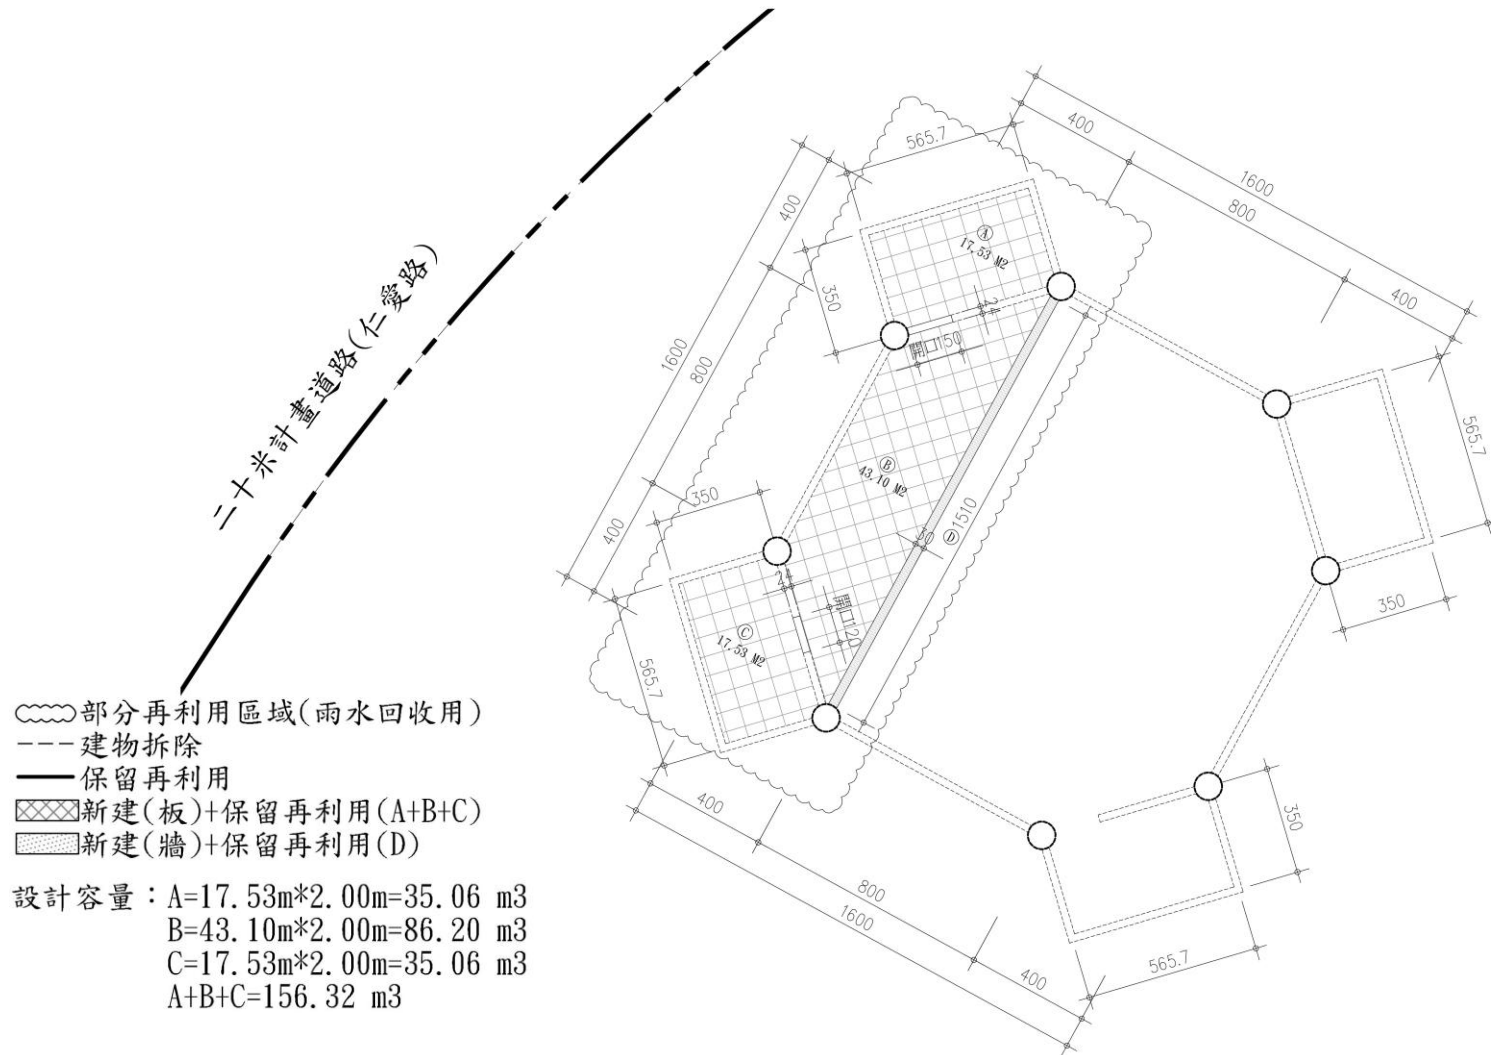 二十米計畫道路(仁愛路)
400
1600
800
400
565.7
400
350
Ⓐ
17.53 M2
24
開口150
1600
800
Ⓑ
43.10 M2
565.7
350
350
400
30
Ⓓ1510
24
開口120
Ⓒ
17.53 M2
565.7
350
400
800
1600
400
565.7
部分再利用區域(雨水回收用)
建物拆除
保留再利用
新建(板)+保留再利用(A+B+C)
新建(牆)+保留再利用(D)
設計容量：A=17.53m*2.00m=35.06 m3
B=43.10m*2.00m=86.20 m3
C=17.53m*2.00m=35.06 m3
A+B+C=156.32 m3